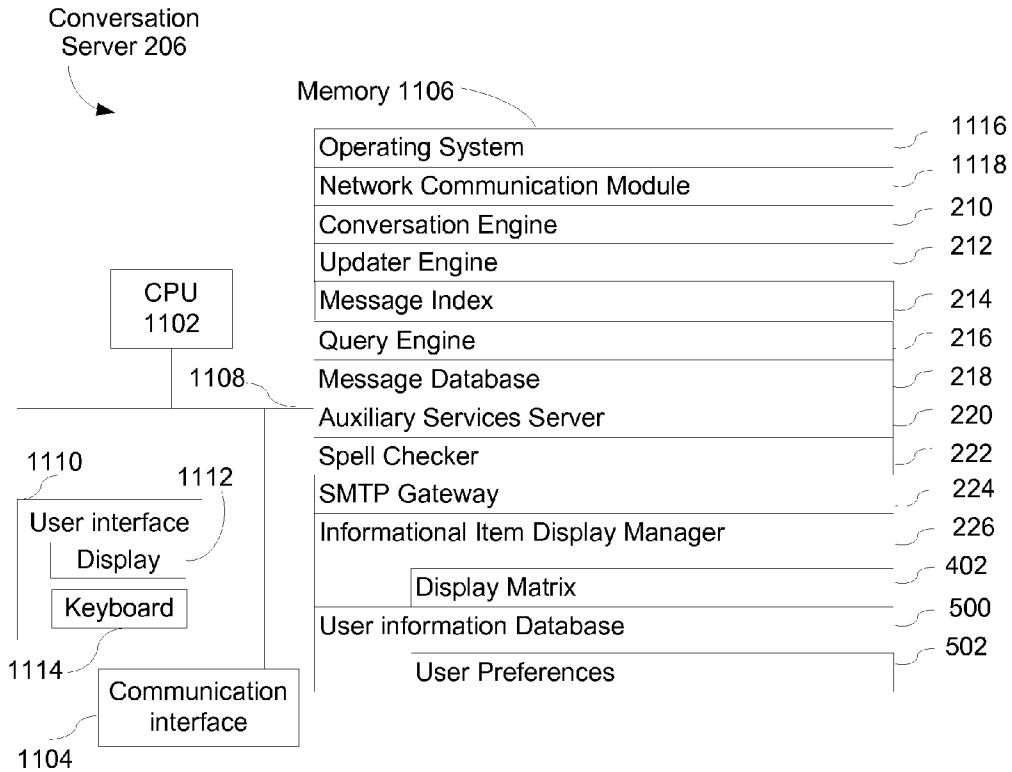 Conversation
Server 206
Memory 1106
Operating System 1116
Network Communication Module 1118
Conversation Engine 210
Updater Engine 212
Message Index 214
Query Engine 216
Message Database 218
Auxiliary Services Server 220
Spell Checker 222
SMTP Gateway 224
Informational Item Display Manager 226
Display Matrix 402
User information Database 500
User Preferences 502
CPU
1102
1108
1110
1112
User interface
Display
Keyboard
1114
Communication
interface
1104